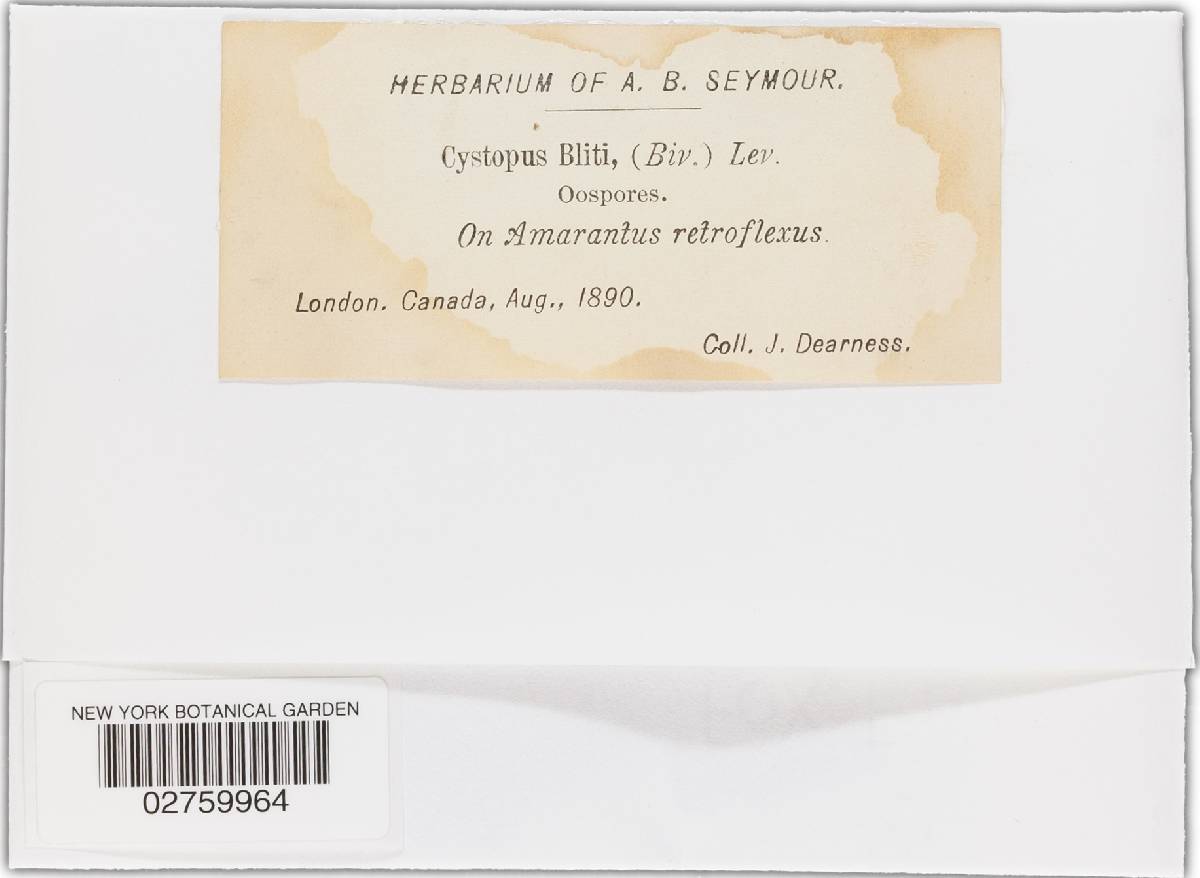 HERBARIUM OF A. B. SEYMOUR.
Cystopus Bliti, (Biv.) Lev.
Oospores.
On Amarantus retroflexus.
London. Canada, Aug., 1890.
Coll. J. Dearness.
NEW YORK BOTANICAL GARDEN
02759964